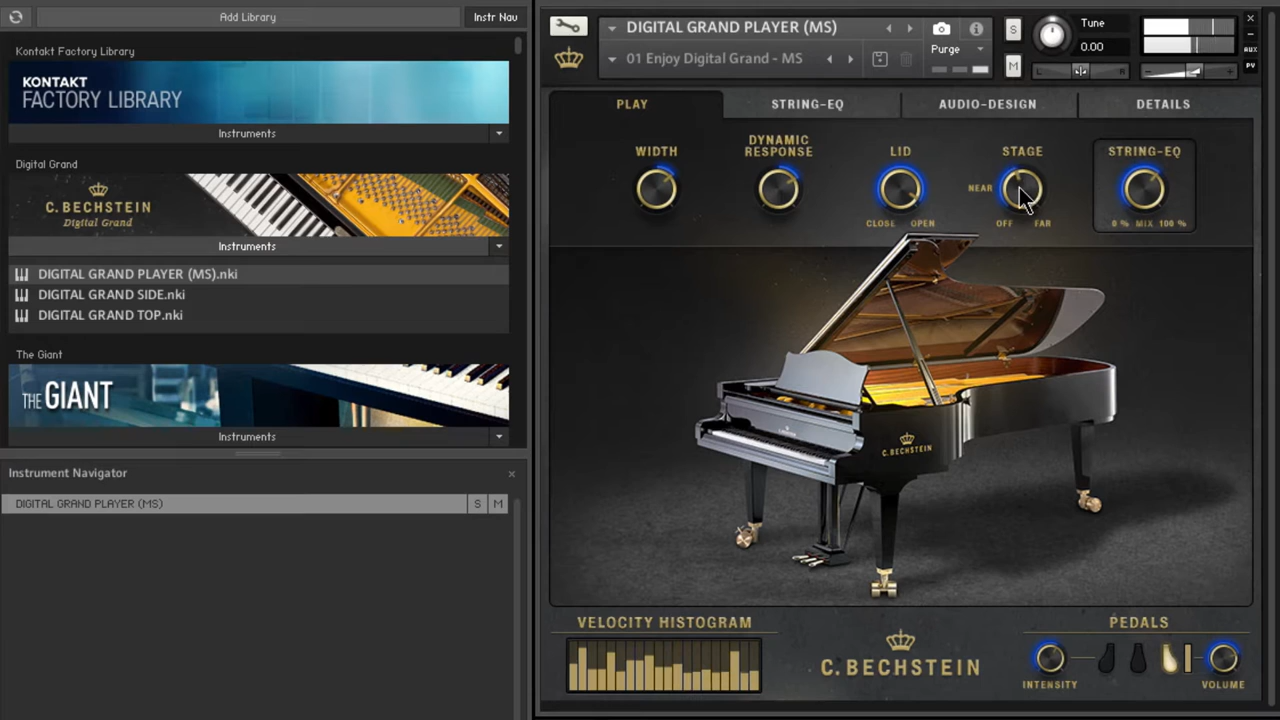 Add Library
Instr Nav
Kontakt Factory Library
KONTAKT
FACTORY LIBRARY
Instruments
Digital Grand
C. BECHSTEIN
Digital Grand
Instruments
DIGITAL GRAND PLAYER (MS).nki
DIGITAL GRAND SIDE.nki
DIGITAL GRAND TOP.nki
The Giant
THE GIANT
Instruments
Instrument Navigator
DIGITAL GRAND PLAYER (MS)
S
M
DIGITAL GRAND PLAYER (MS)
Purge
01 Enjoy Digital Grand - MS
S
M
Tune
0.00
L
R
AUX
PV
PLAY
STRING-EQ
AUDIO-DESIGN
DETAILS
WIDTH
DYNAMIC
RESPONSE
LID
CLOSE OPEN
STAGE
NEAR
OFF FAR
STRING-EQ
0 % MIX 100 %
C. BECHSTEIN
VELOCITY HISTOGRAM
C. BECHSTEIN
PEDALS
INTENSITY
VOLUME